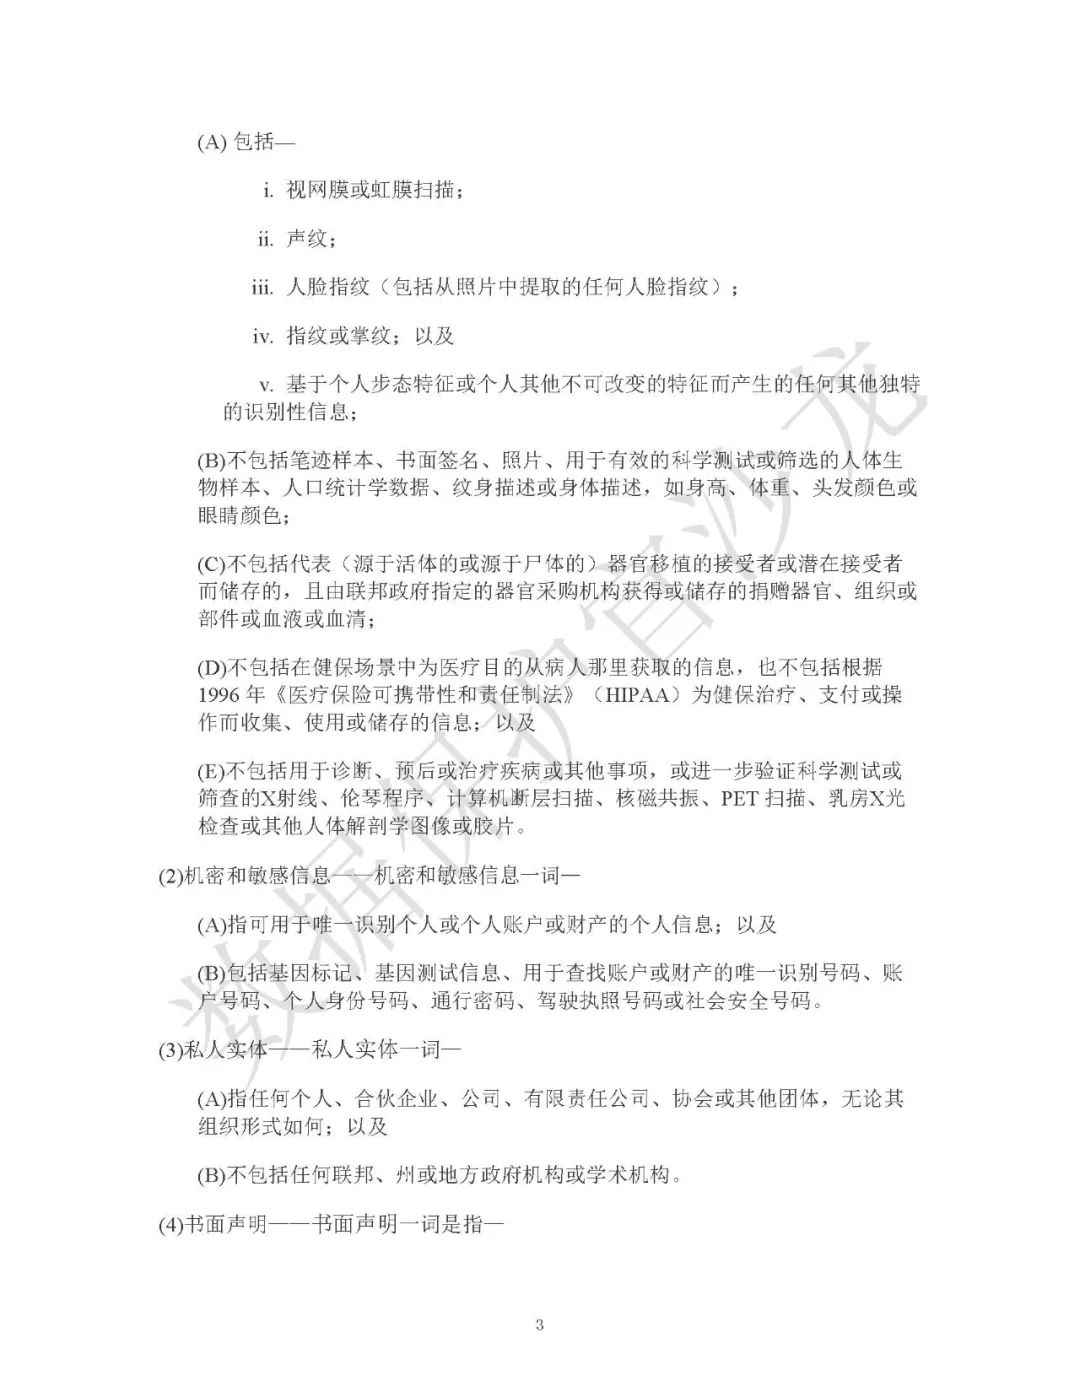 (A) 包括—
i. 视网膜或虹膜扫描；
ii. 声纹；
iii. 人脸指纹（包括从照片中提取的任何人脸指纹）；
iv. 指纹或掌纹；以及
v. 基于个人步态特征或个人其他不可改变的特征而产生的任何其他独特
的识别性信息；
(B)不包括笔迹样本、书面签名、照片、用于有效的科学测试或筛选的人体生
物样本、人口统计学数据、纹身描述或身体描述，如身高、体重、头发颜色或
眼睛颜色；
(C)不包括代表（源于活体的或源于尸体的）器官移植的接受者或潜在接受者
而储存的，且由联邦政府指定的器官采购机构获得或储存的捐赠器官、组织或
部件或血液或血清；
(D)不包括在健保场景中为医疗目的从病人那里获取的信息，也不包括根据
1996 年《医疗保险可携带性和责任制法》（HIPAA）为健保治疗、支付或操
作而收集、使用或储存的信息；以及
(E)不包括用于诊断、预后或治疗疾病或其他事项，或进一步验证科学测试或
筛查的X射线、伦琴程序、计算机断层扫描、核磁共振、PET 扫描、乳房X光
检查或其他人体解剖学图像或胶片。
(2)机密和敏感信息——机密和敏感信息一词—
(A)指可用于唯一识别个人或个人账户或财产的个人信息；以及
(B)包括基因标记、基因测试信息、用于查找账户或财产的唯一识别号码、账
户号码、个人身份号码、通行密码、驾驶执照号码或社会安全号码。
(3)私人实体——私人实体一词—
(A)指任何个人、合伙企业、公司、有限责任公司、协会或其他团体，无论其
组织形式如何；以及
(B)不包括任何联邦、州或地方政府机构或学术机构。
(4)书面声明——书面声明一词是指—
3
数据保护官沙龙